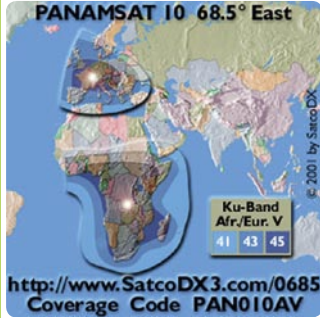 PANAMSAT 10 68.5° East
© 2001 by SatcoDX
Ku-Band
Afr./Eur. V
41 43 45
http://www.SatcoDX3.com/0685
Coverage Code PAN010AV